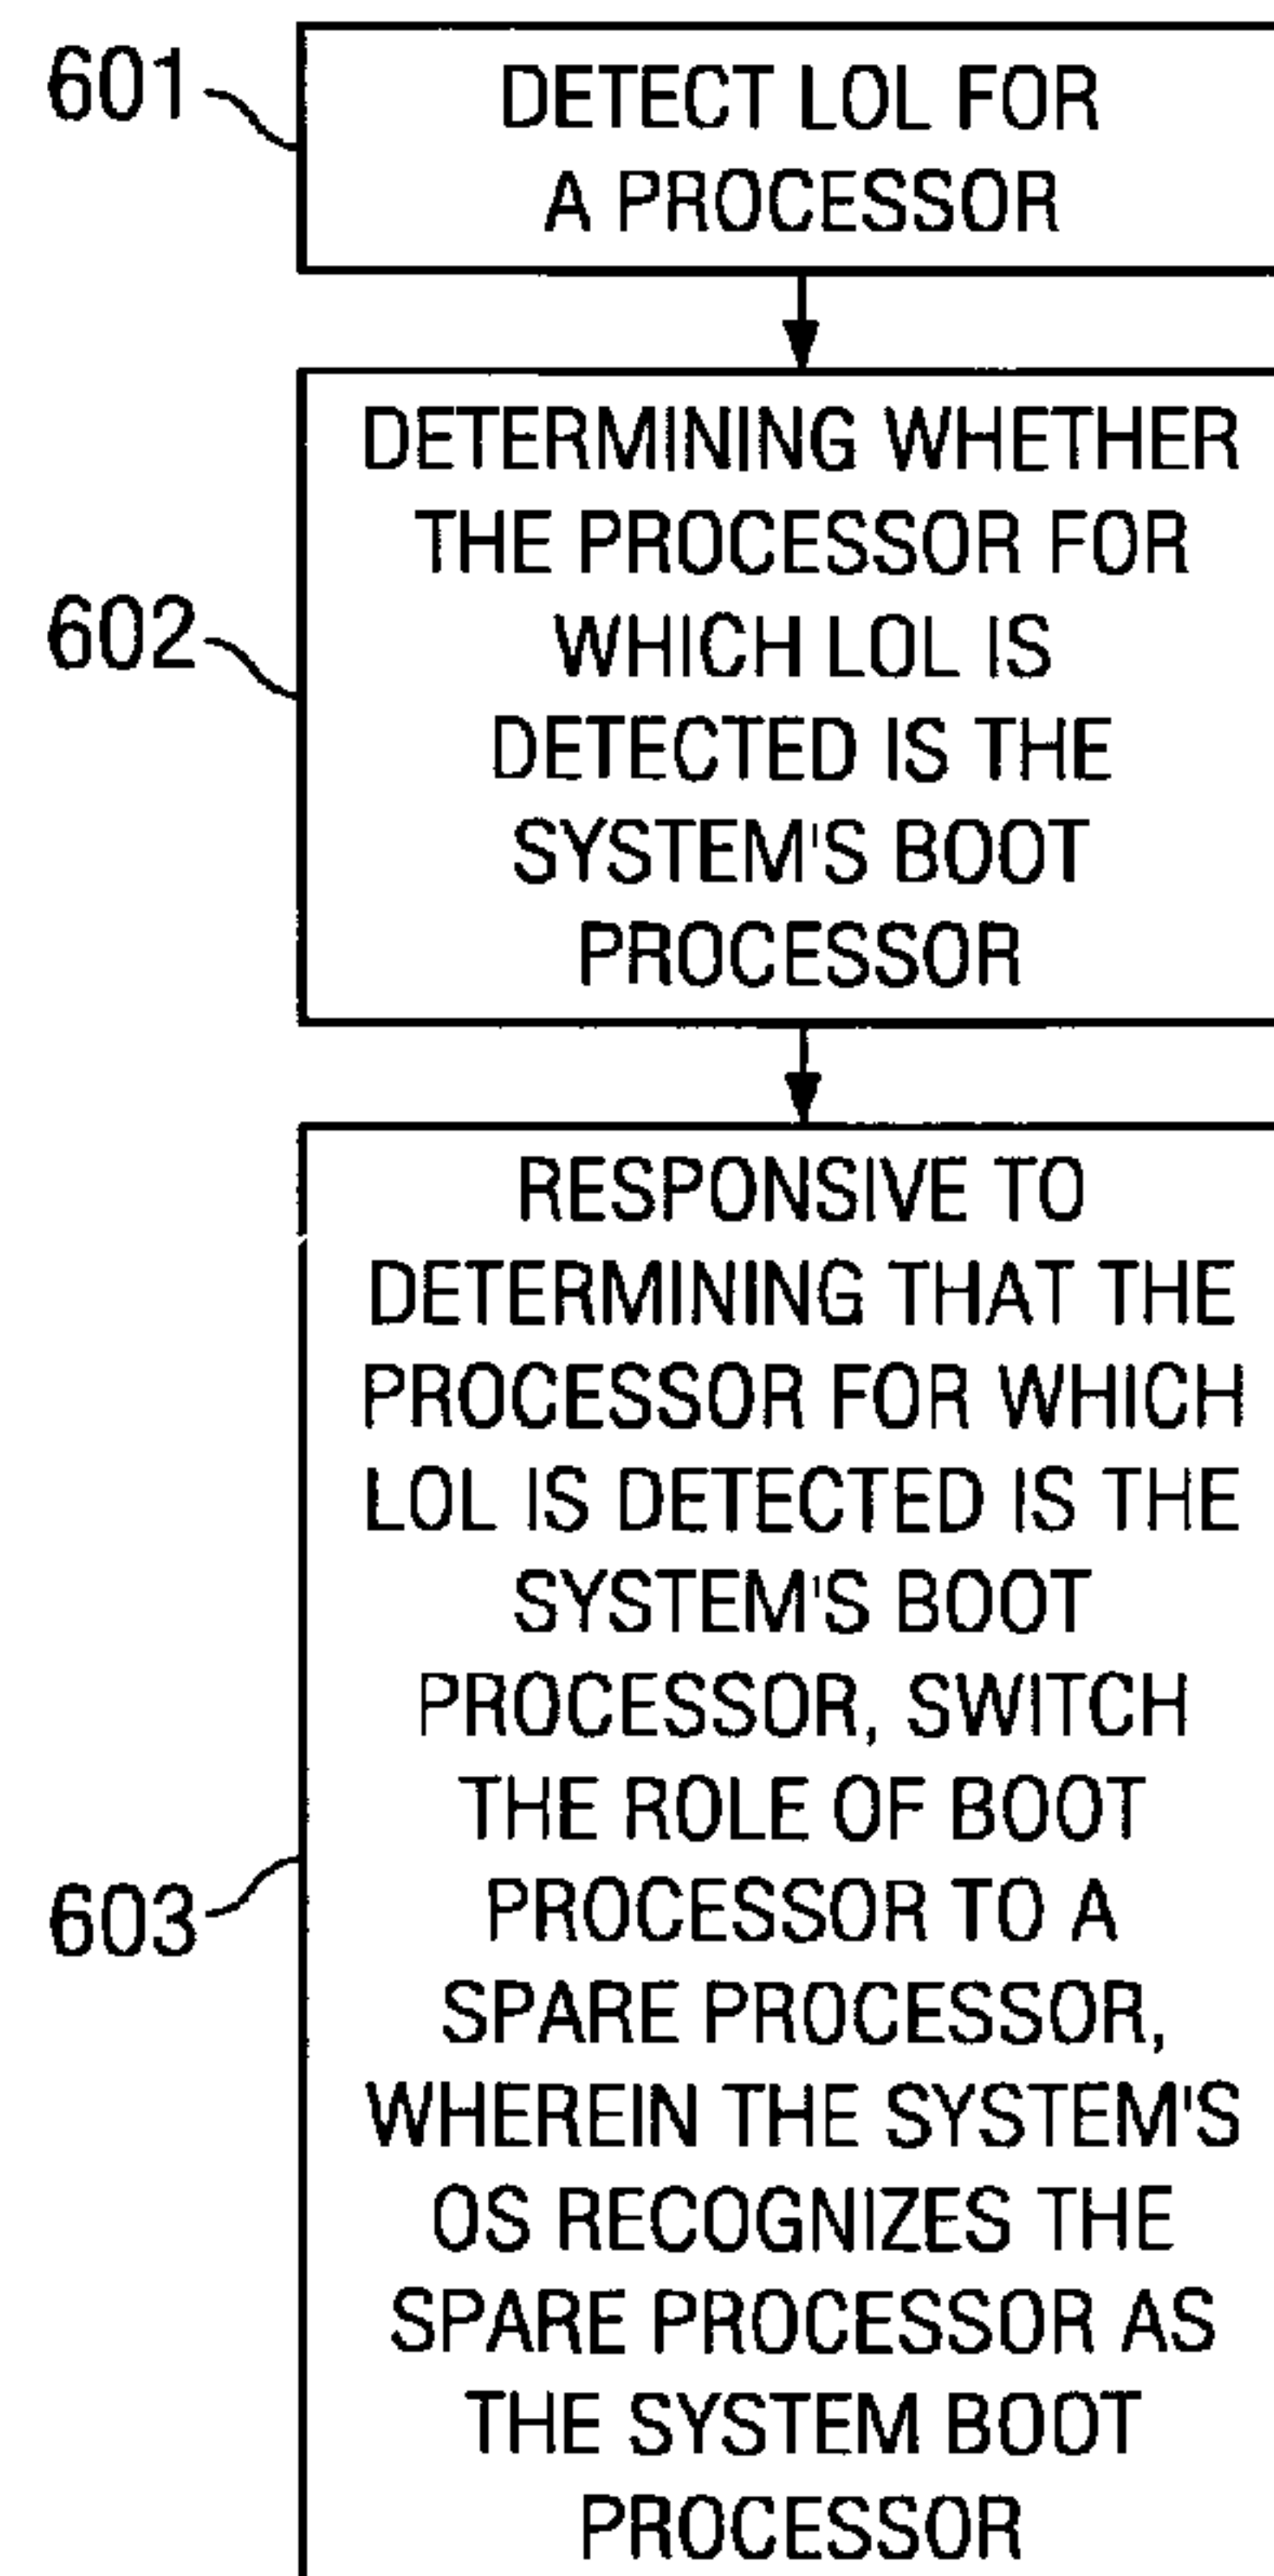 601
DETECT LOL FOR
A PROCESSOR
602
DETERMINING WHETHER
THE PROCESSOR FOR
WHICH LOL IS
DETECTED IS THE
SYSTEM'S BOOT
PROCESSOR
603
RESPONSIVE TO
DETERMINING THAT THE
PROCESSOR FOR WHICH
LOL IS DETECTED IS THE
SYSTEM'S BOOT
PROCESSOR, SWITCH
THE ROLE OF BOOT
PROCESSOR TO A
SPARE PROCESSOR,
WHEREIN THE SYSTEM'S
OS RECOGNIZES THE
SPARE PROCESSOR AS
THE SYSTEM BOOT
PROCESSOR